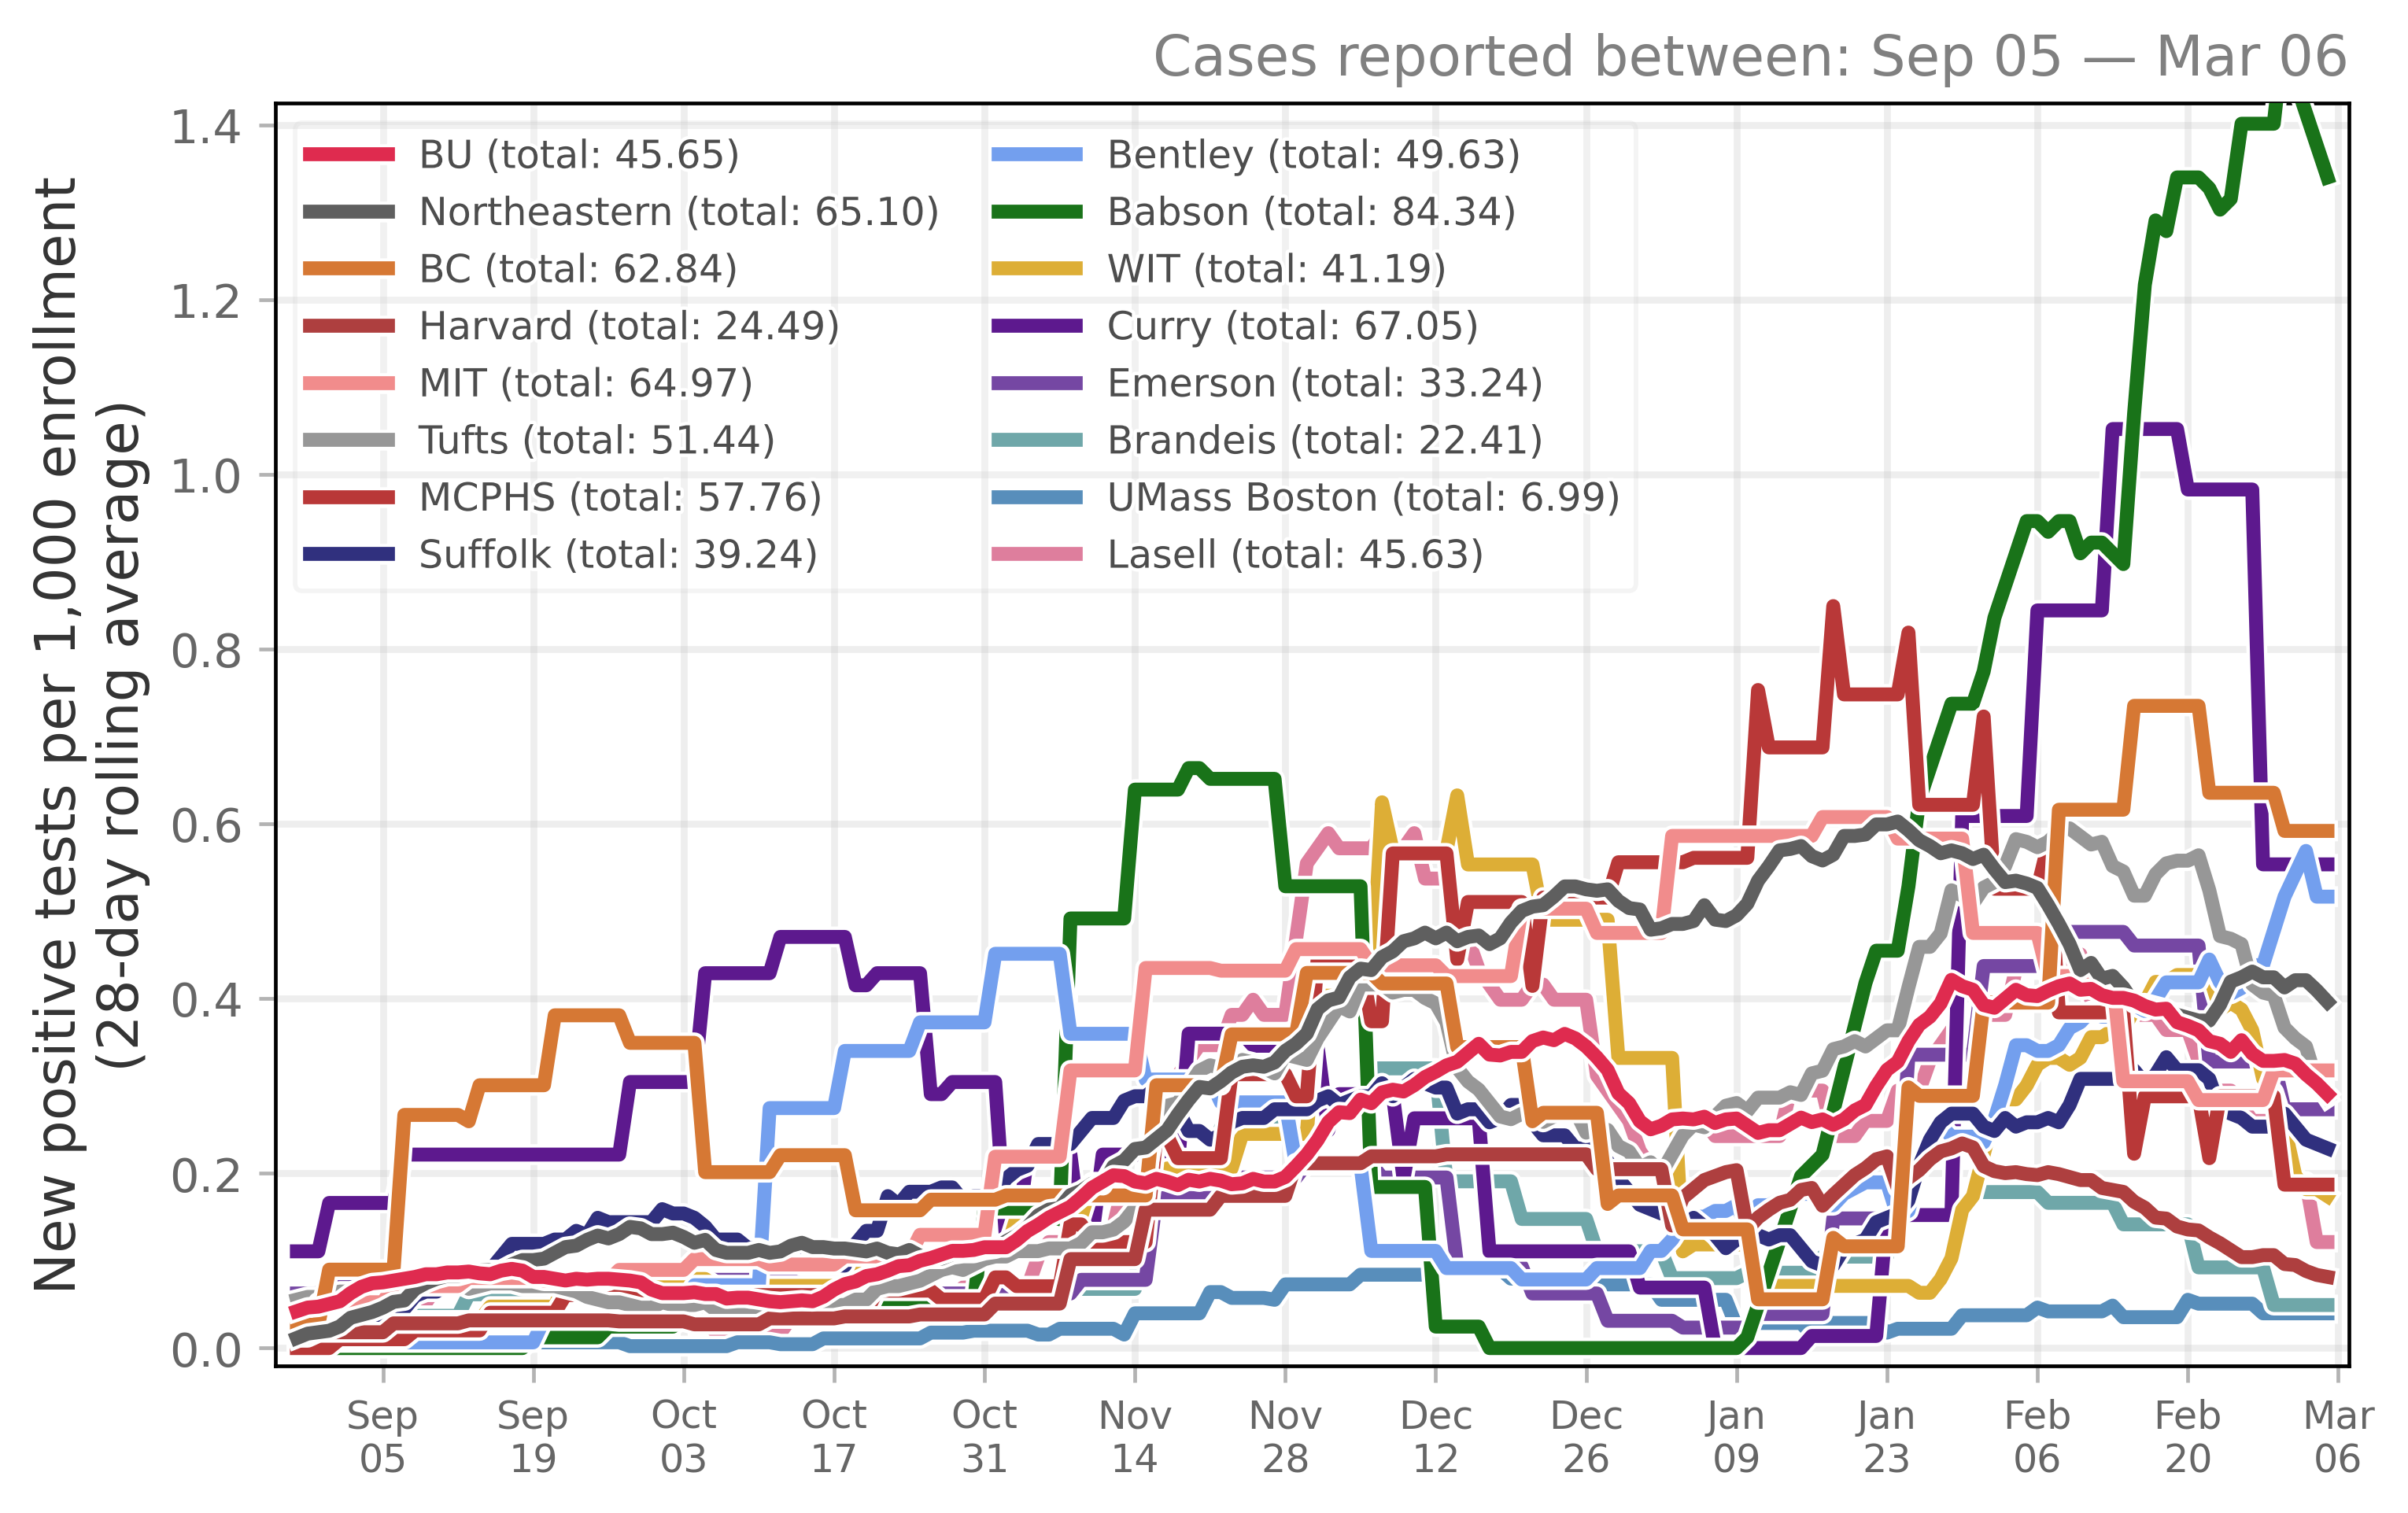 Cases reported between: Sep 05 — Mar 06
New positive tests per 1,000 enrollment
(28-day rolling average)
1.4
1.2
1.0
0.8
0.6
0.4
0.2
0.0
BU (total: 45.65)
Northeastern (total: 65.10)
BC (total: 62.84)
Harvard (total: 24.49)
MIT (total: 64.97)
Tufts (total: 51.44)
MCPHS (total: 57.76)
Suffolk (total: 39.24)
Bentley (total: 49.63)
Babson (total: 84.34)
WIT (total: 41.19)
Curry (total: 67.05)
Emerson (total: 33.24)
Brandeis (total: 22.41)
UMass Boston (total: 6.99)
Lasell (total: 45.63)
Sep
05
Sep
19
Oct
03
Oct
17
Oct
31
Nov
14
Nov
28
Dec
12
Dec
26
Jan
09
Jan
23
Feb
06
Feb
20
Mar
06